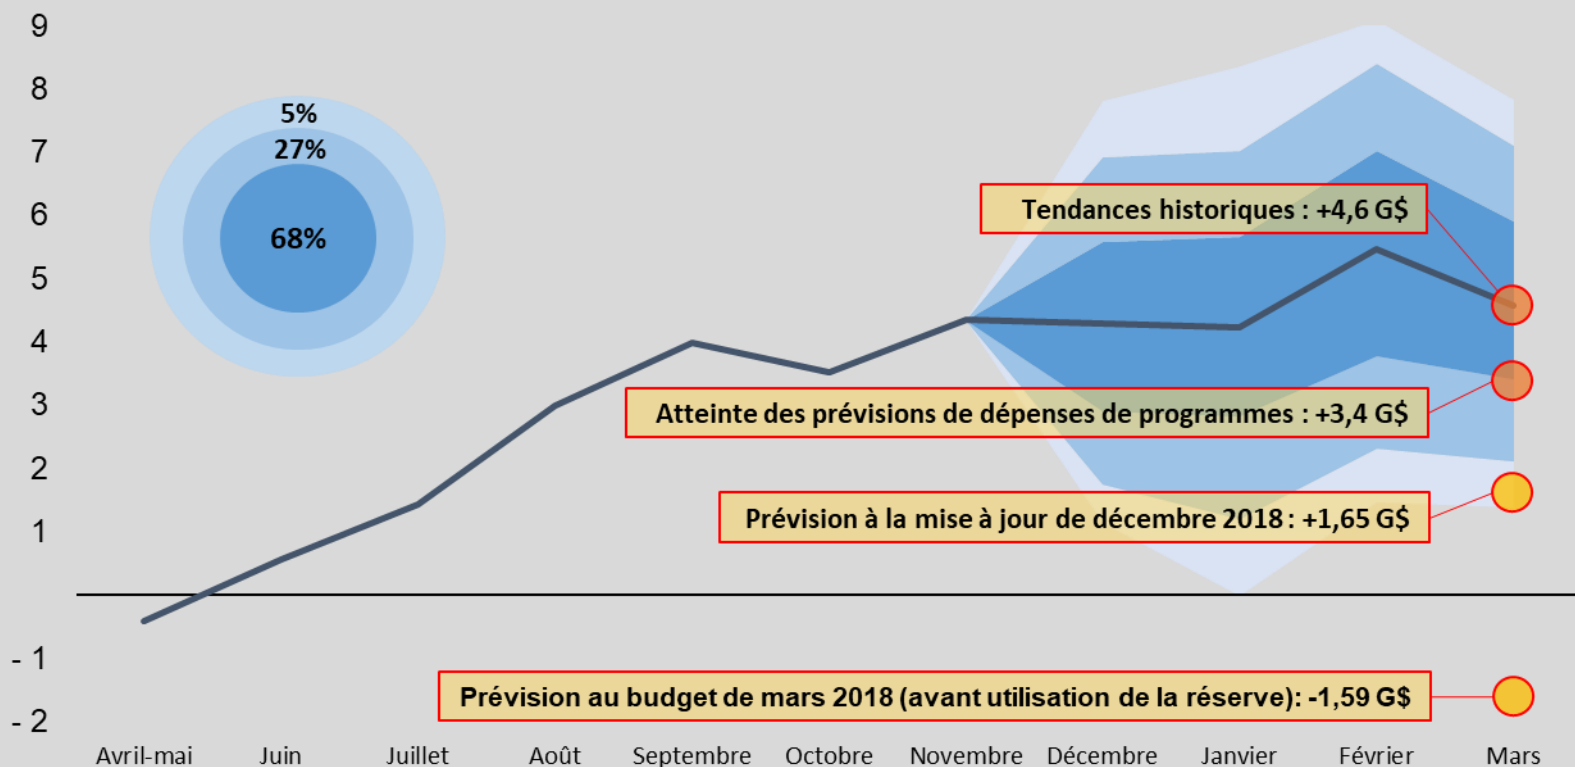 9
8
7
6
5
4
3
2
1
- 1
- 2
5%
27%
68%
Tendances historiques : +4,6 G$
Atteinte des prévisions de dépenses de programmes : +3,4 G$
Prévision à la mise à jour de décembre 2018 : +1,65 G$
Prévision au budget de mars 2018 (avant utilisation de la réserve): -1,59 G$
Avril-mai Juin Juillet Août Septembre Octobre Novembre Décembre Janvier Février Mars